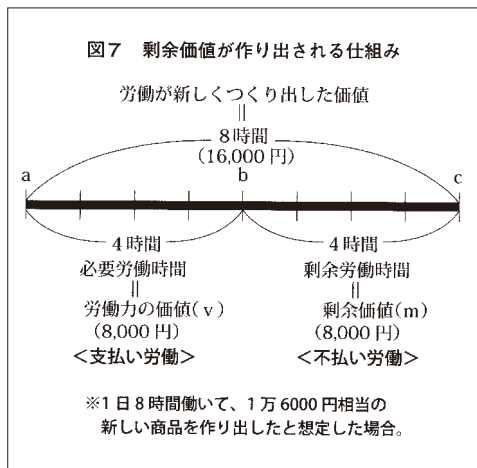 図7 剰余価値が作り出される仕組み
労働が新しくつくり出した価値
||
8時間
(16,000円)
a b c
4時間 4時間
必要労働時間 剰余労働時間
|| ||
労働力の価値(v) 剰余価値(m)
(8,000円) (8,000円)
<支払い労働> <不払い労働>
※1日8時間働いて、1万6000円相当の
新しい商品を作り出したと想定した場合。